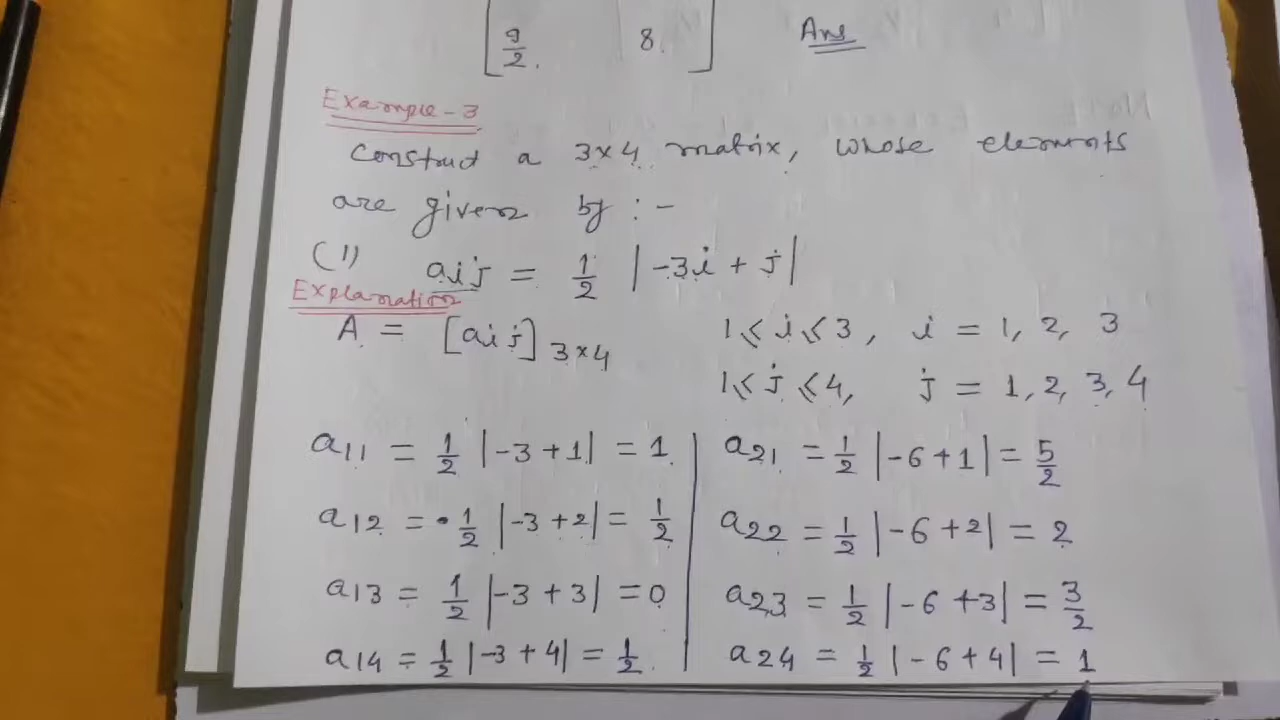 9/2. 8. Ans
Example-3
Construct a 3×4 matrix, whose elements
are given by :-
(1) aij = 1/2 |-3i + j|
Explanation
A = [aij]3×4 1⩽i⩽3, i = 1, 2, 3
1⩽j⩽4, j = 1, 2, 3, 4
a11 = 1/2 |-3+1| = 1. a21 = 1/2 |-6+1| = 5/2
a12 = 1/2 |-3+2| = 1/2 a22 = 1/2 |-6+2| = 2
a13 = 1/2 |-3+3| = 0 a23 = 1/2 |-6+3| = 3/2
a14 = 1/2 |-3+4| = 1/2. a24 = 1/2 |-6+4| = 1